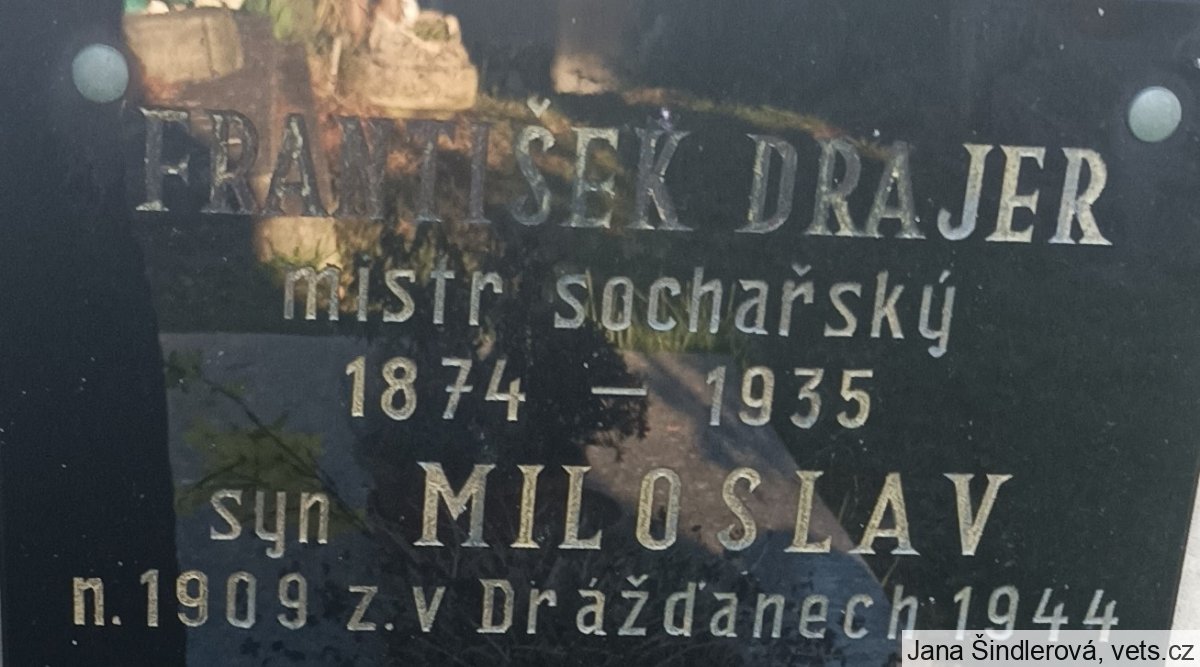 FRANTIŠEK DRAJER
mistr sochařský
1874 — 1935
syn MILOSLAV
n. 1909 z. v Drážďanech 1944
Jana Šindlerová, vets.cz